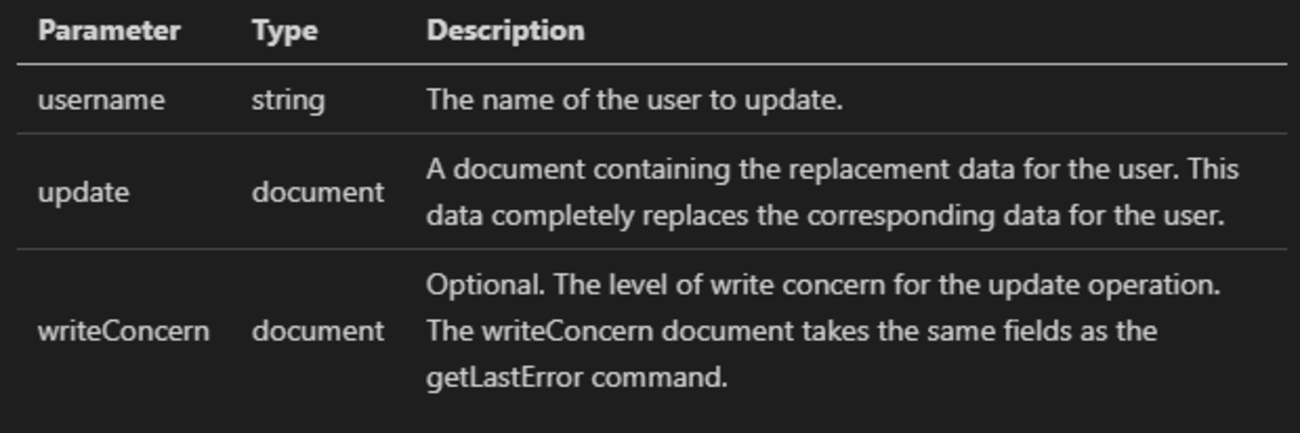 Parameter Type Description
username string The name of the user to update.
A document containing the replacement data for the user. This
update document
data completely replaces the corresponding data for the user.
Optional. The level of write concern for the update operation.
writeConcern document The writeConcern document takes the same fields as the
getLastError command.